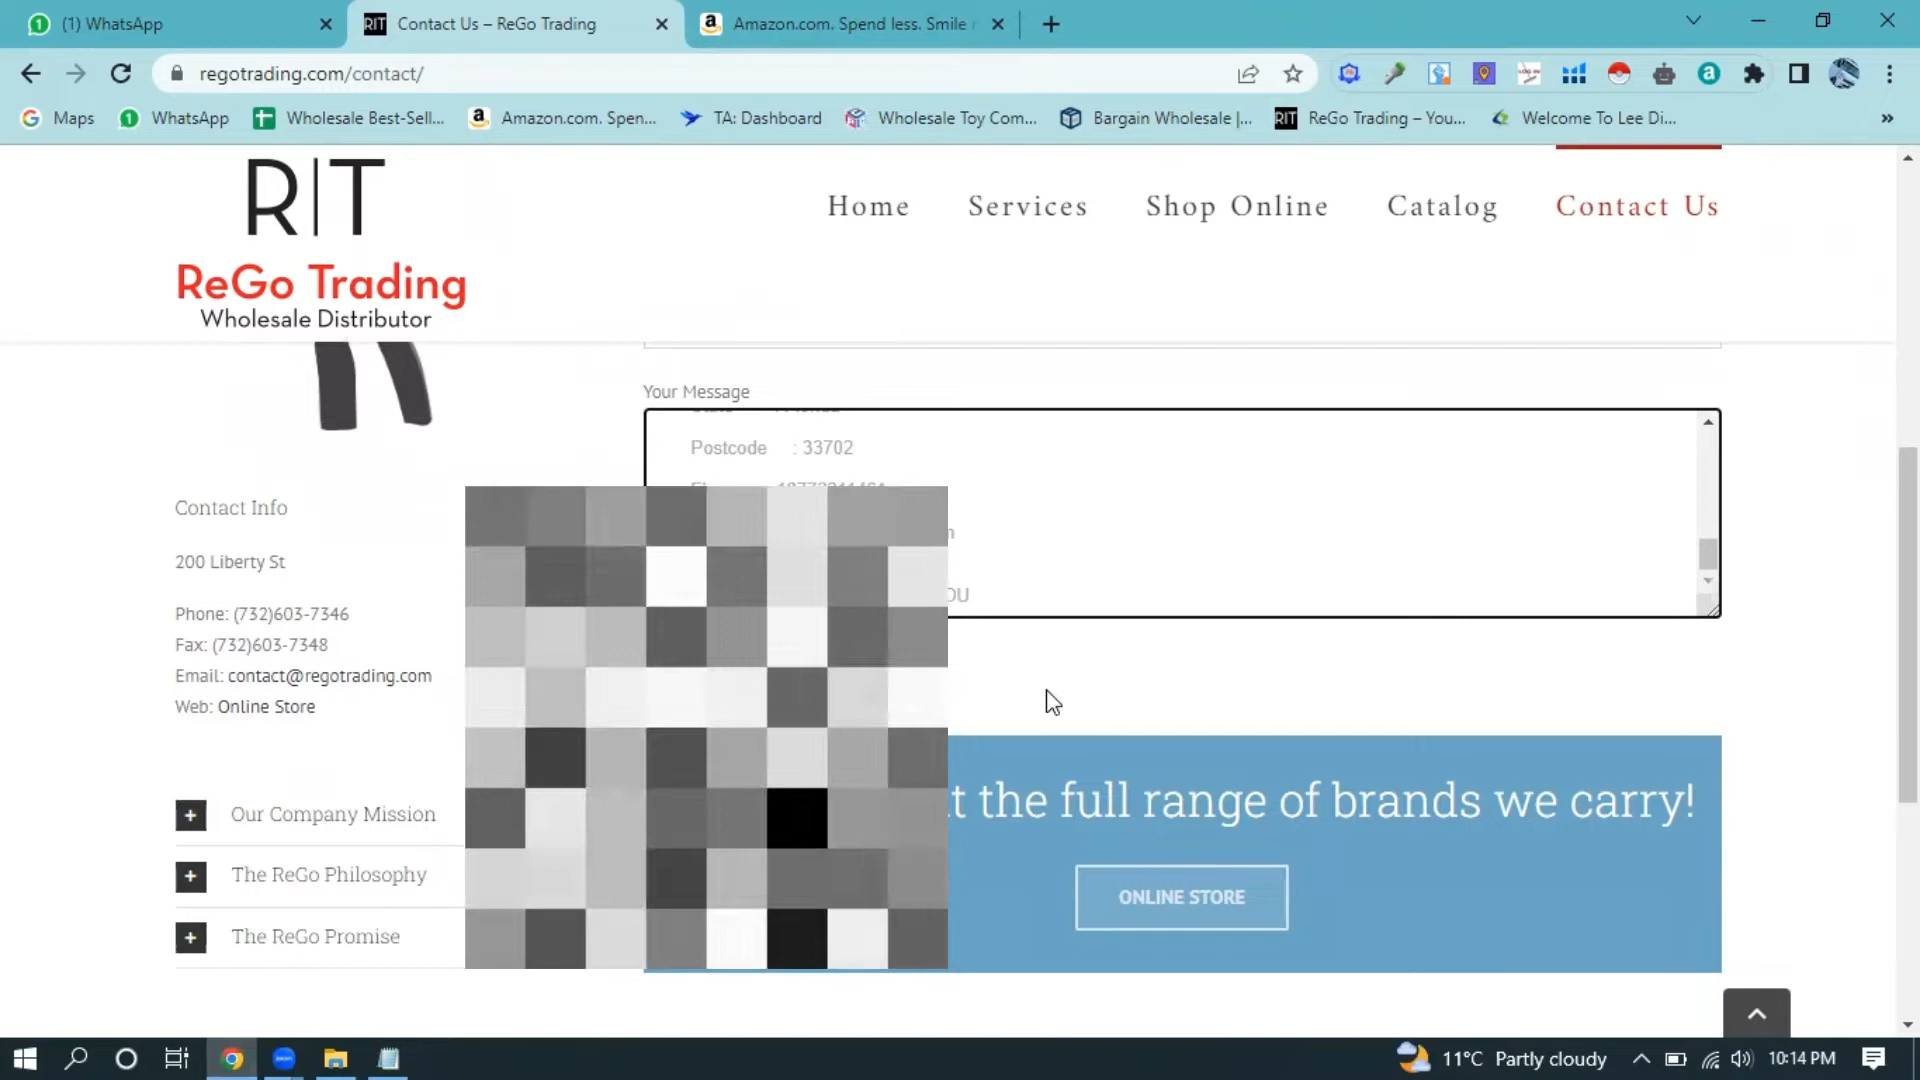 (1) WhatsApp
RIT Contact Us – ReGo Trading
a Amazon.com. Spend less. Smile
regotrading.com/contact/
Maps
WhatsApp
Wholesale Best-Sell...
Amazon.com. Spen...
TA: Dashboard
Wholesale Toy Com...
Bargain Wholesale |...
RIT ReGo Trading – You...
Welcome To Lee Di...
»
R|T
ReGo Trading
Wholesale Distributor
Home
Services
Shop Online
Catalog
Contact Us
Your Message
Postcode : 33702
OU
Contact Info
200 Liberty St
Phone: (732)603-7346
Fax: (732)603-7348
Email: contact@regotrading.com
Web: Online Store
+ Our Company Mission
+ The ReGo Philosophy
+ The ReGo Promise
t the full range of brands we carry!
ONLINE STORE
11°C Partly cloudy
10:14 PM